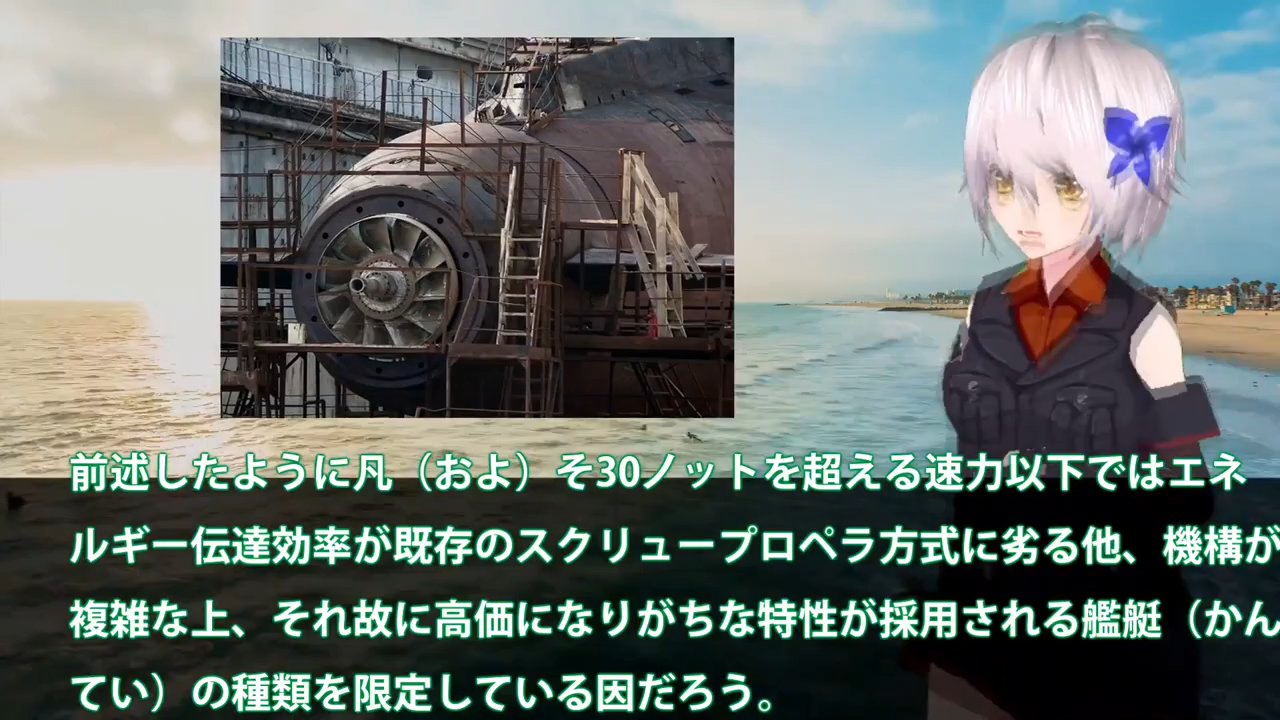 前述したように凡（およ）そ30ノットを超える速力以下ではエネ
ルギー伝達効率が既存のスクリュープロペラ方式に劣る他、機構が
複雑な上、それ故に高価になりがちな特性が採用される艦艇（かん
てい）の種類を限定している因だろう。